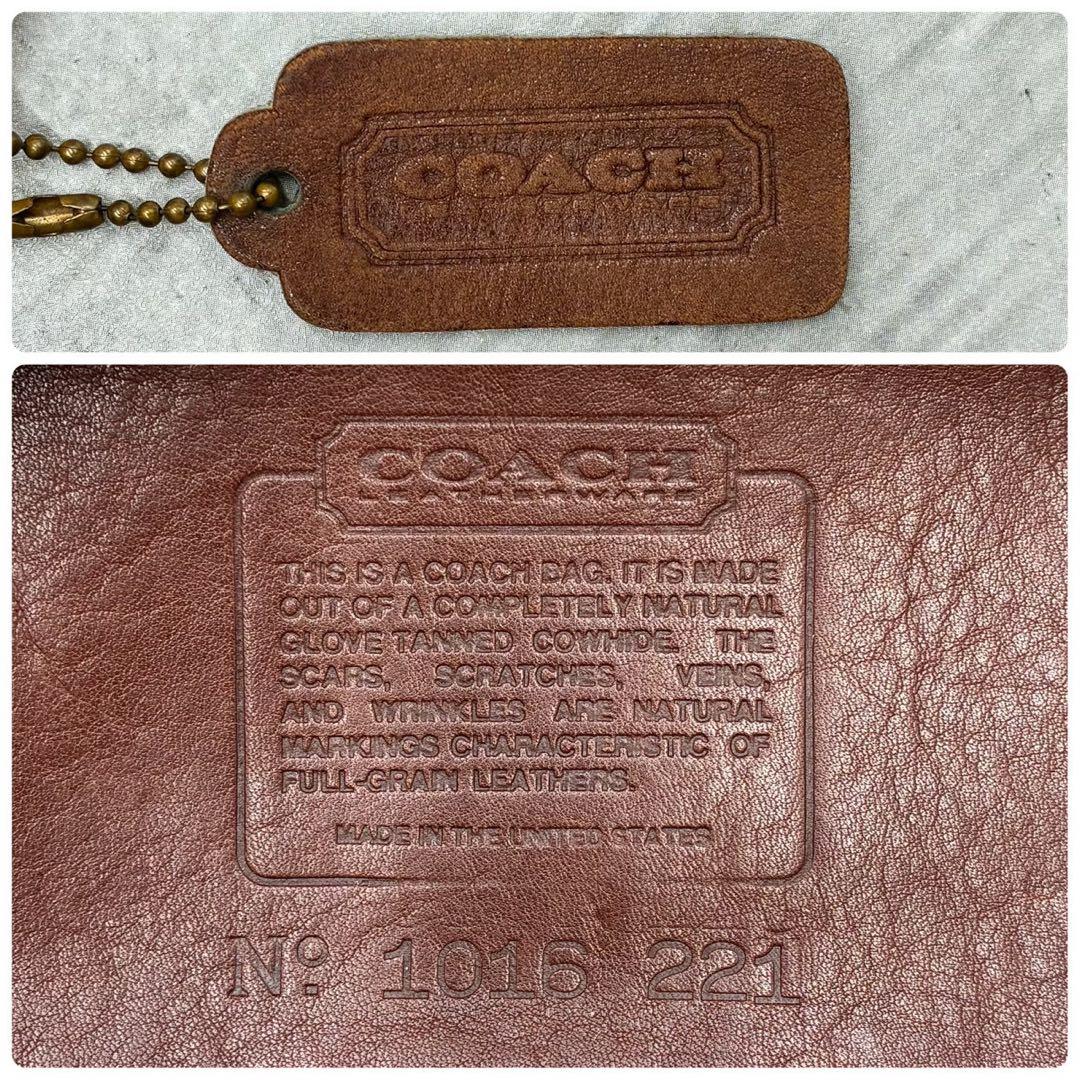 COACH
LEATHERWARE
COACH
LEATHERWARE
THIS IS A COACH BAG. IT IS MADE
OUT OF A COMPLETELY NATURAL
GLOVE TANNED COWHIDE. THE
SCARS, SCRATCHES, VEINS,
AND WRINKLES ARE NATURAL
MARKINGS CHARACTERISTIC OF
FULL-GRAIN LEATHERS.
MADE IN THE UNITED STATES
Nº 1016 221